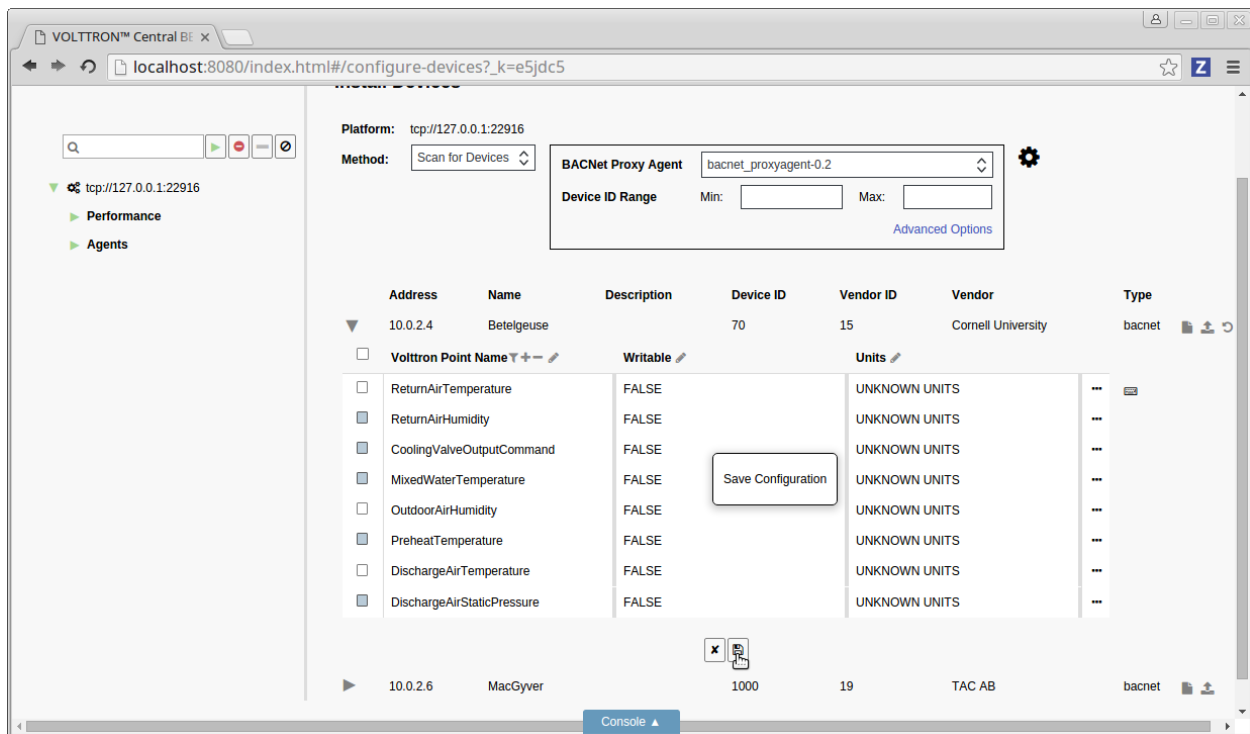 VOLTTRON™ Central BE
localhost:8080/index.html#/configure-devices?_k=e5jdc5
Install Devices
Platform: tcp://127.0.0.1:22916
Method: Scan for Devices
BACNet Proxy Agent bacnet_proxyagent-0.2
Device ID Range Min: Max:
Advanced Options
tcp://127.0.0.1:22916
Performance
Agents
Address Name Description Device ID Vendor ID Vendor Type
10.0.2.4 Betelgeuse 70 15 Cornell University bacnet
Volttron Point Name Writable Units
ReturnAirTemperature FALSE UNKNOWN UNITS
ReturnAirHumidity FALSE UNKNOWN UNITS
CoolingValveOutputCommand FALSE UNKNOWN UNITS
MixedWaterTemperature FALSE UNKNOWN UNITS
Save Configuration
OutdoorAirHumidity FALSE UNKNOWN UNITS
PreheatTemperature FALSE UNKNOWN UNITS
DischargeAirTemperature FALSE UNKNOWN UNITS
DischargeAirStaticPressure FALSE UNKNOWN UNITS
10.0.2.6 MacGyver 1000 19 TAC AB bacnet
Console ▲